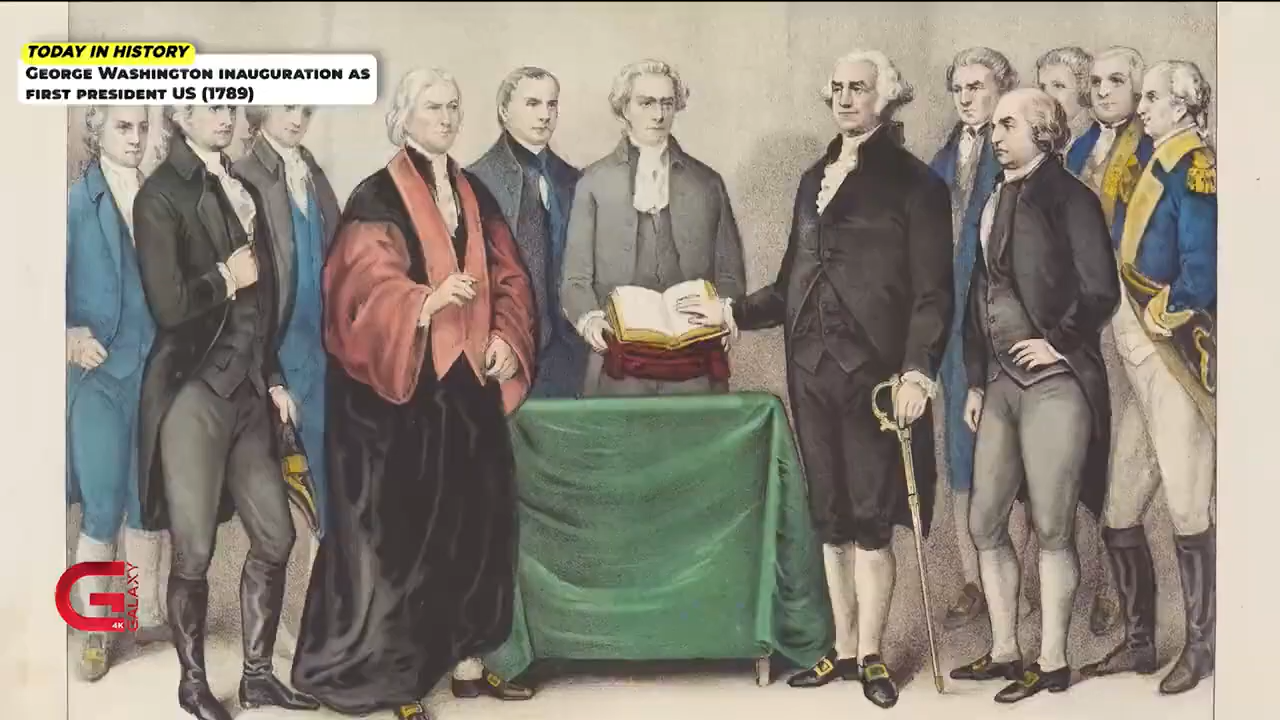 TODAY IN HISTORY
GEORGE WASHINGTON INAUGURATION AS
FIRST PRESIDENT US (1789)
G
4K
GALAXY